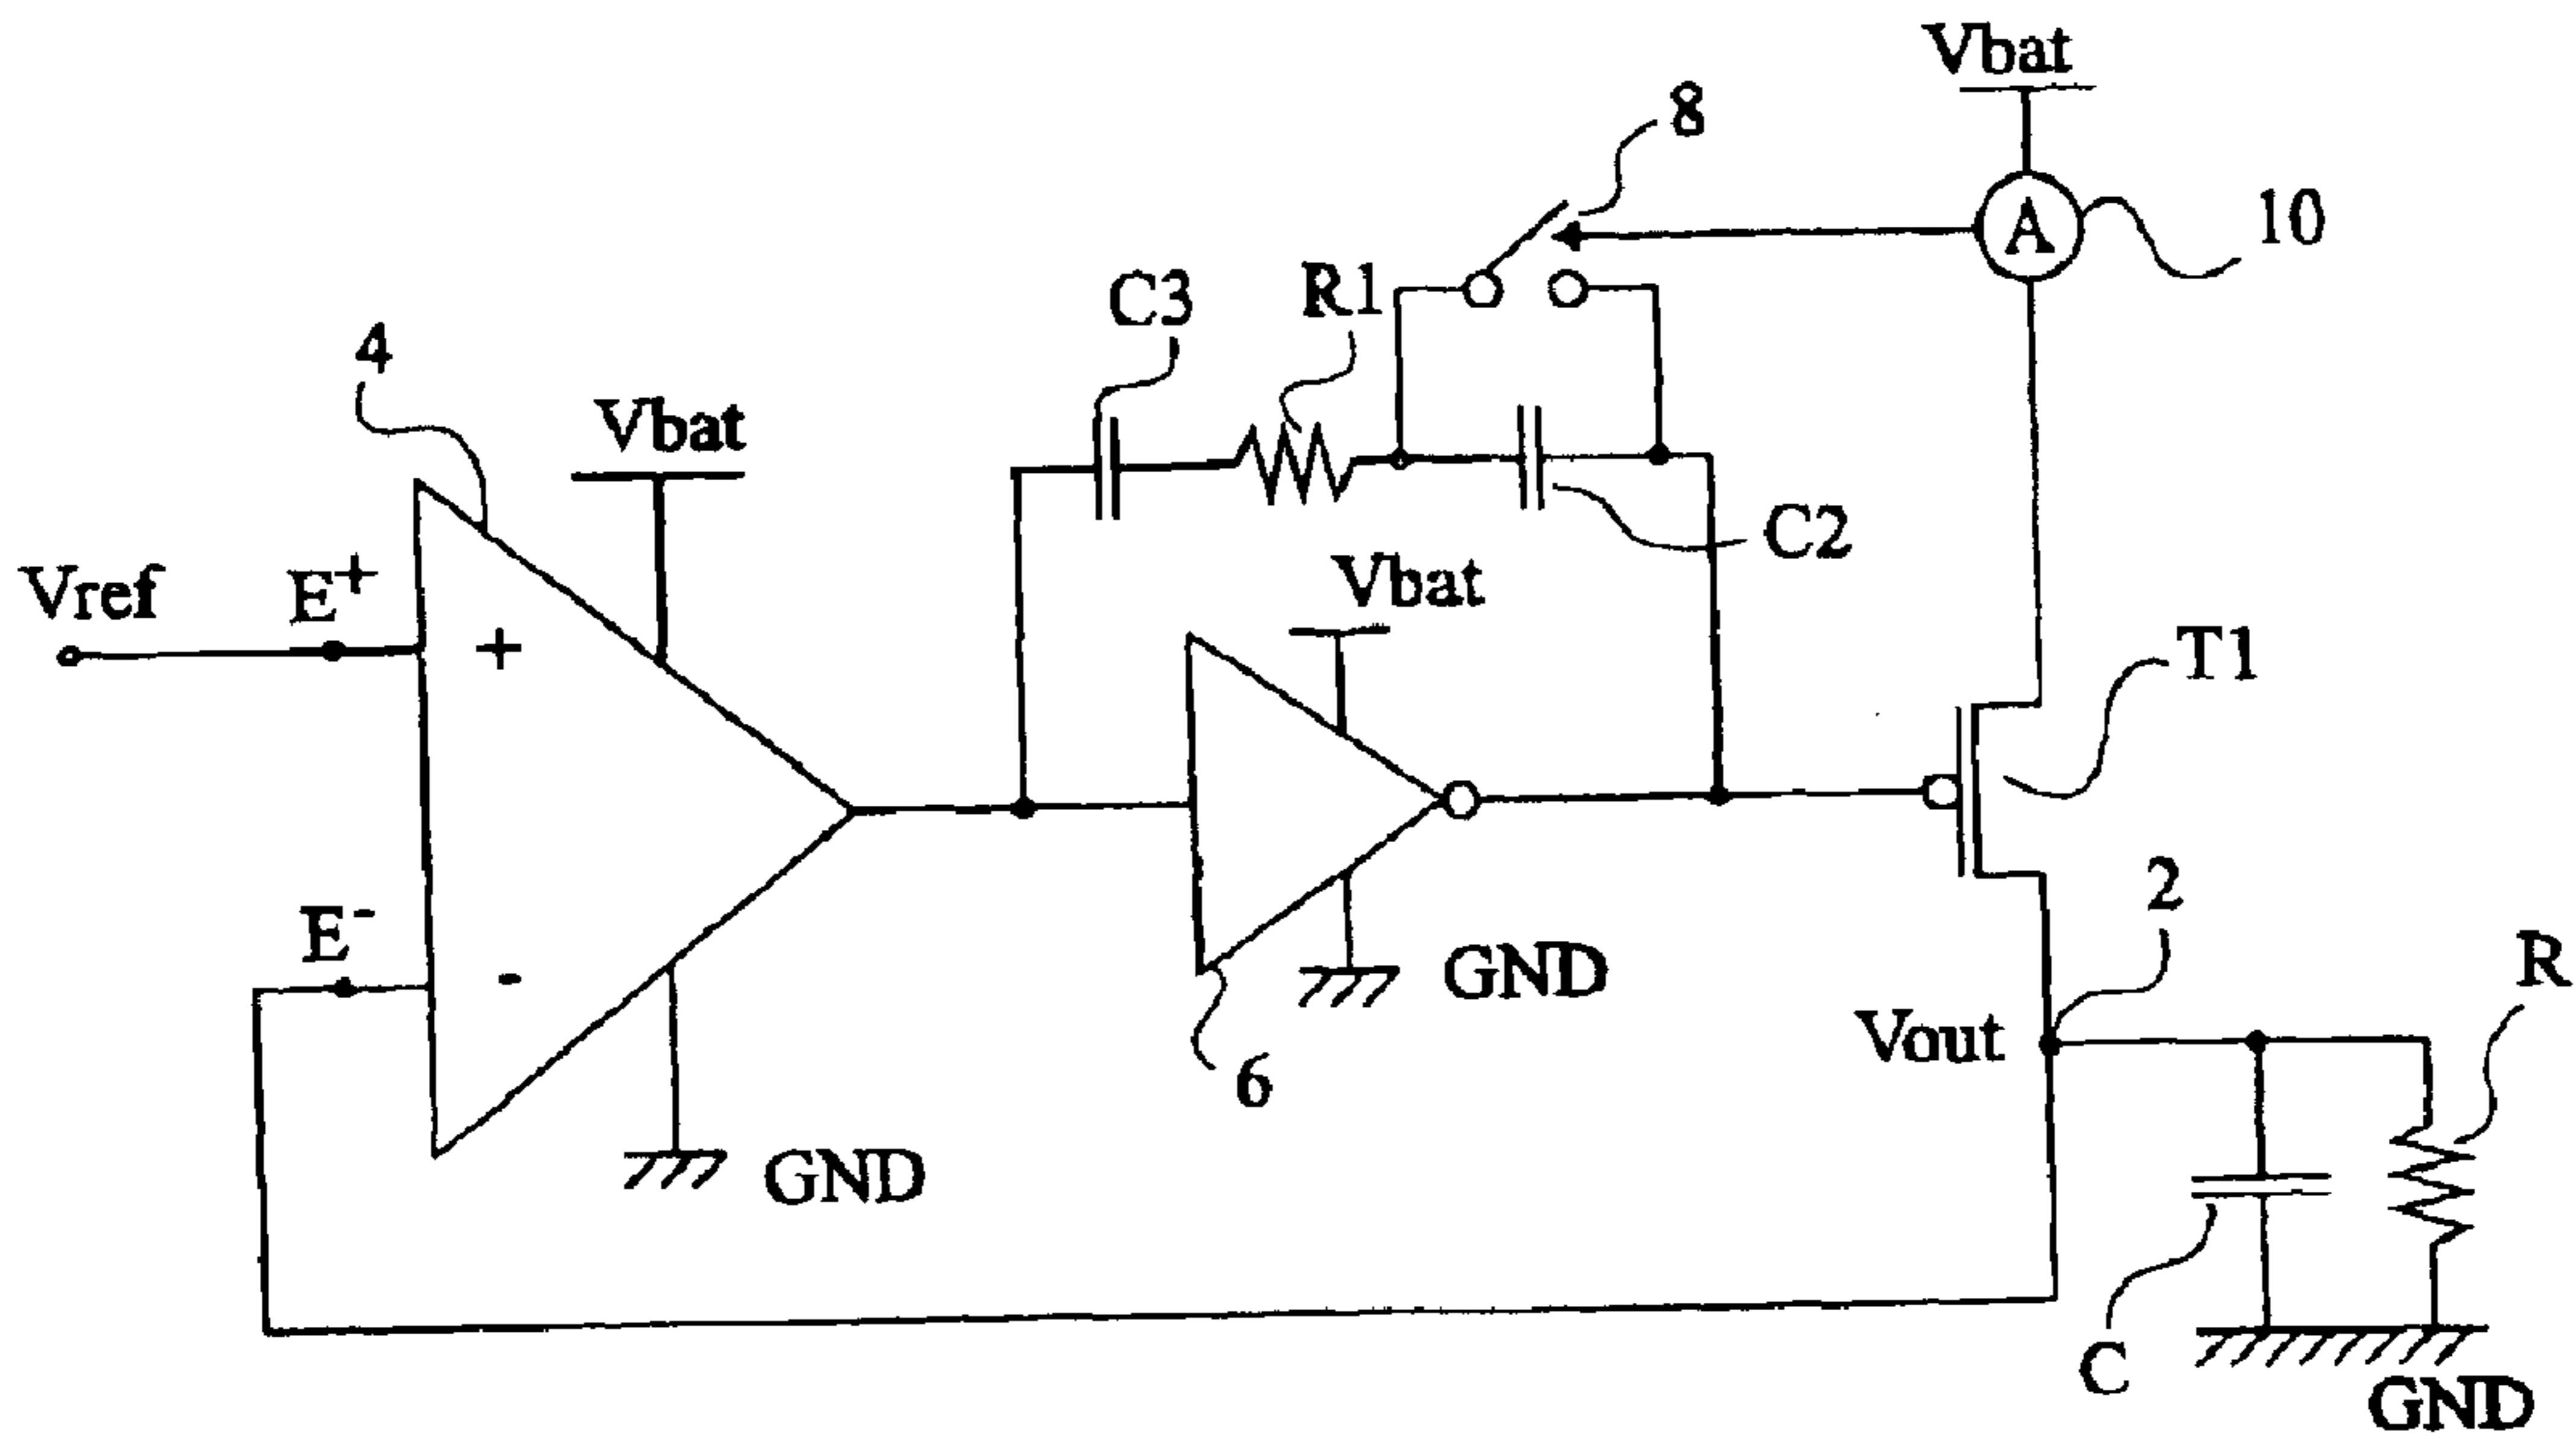 Vbat
8
10
A
C3
R1
4
Vbat
C2
Vbat
Vref
E+
+
T1
E-
-
2
R
GND
Vout
6
GND
C
GND